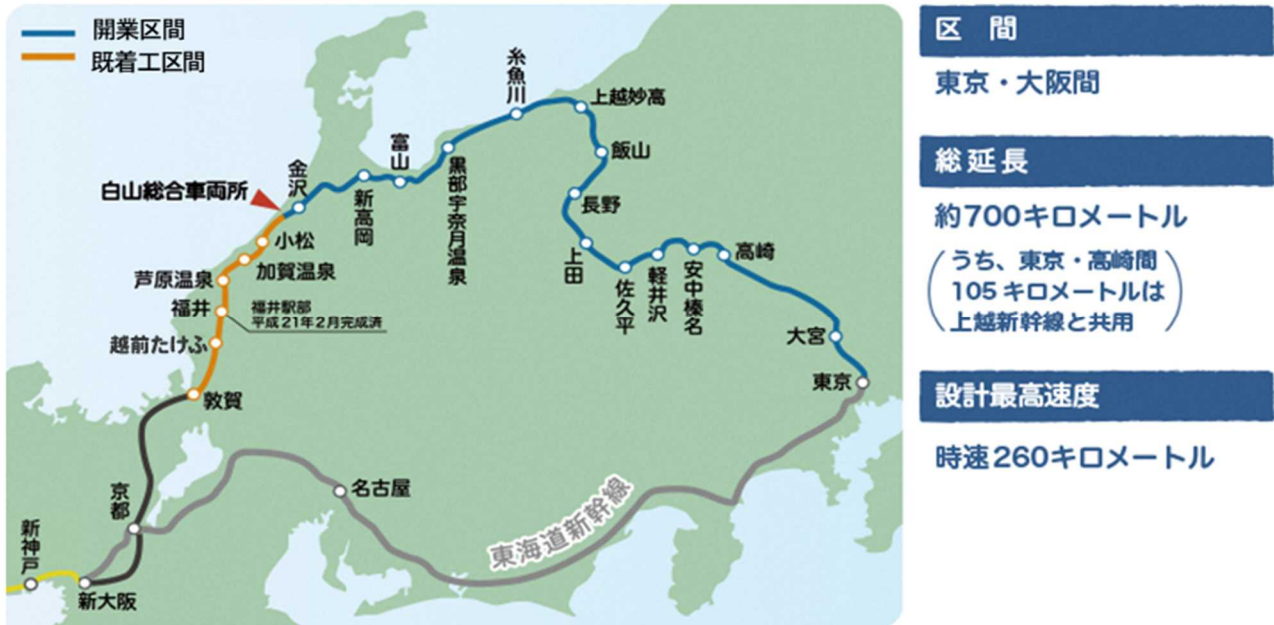 開業区間
既着工区間
糸魚川
上越妙高
飯山
長野
上田
佐久平
軽井沢
安中榛名
高崎
大宮
東京
黒部宇奈月温泉
富山
新高岡
金沢
白山総合車両所
小松
加賀温泉
芦原温泉
福井
福井駅部
平成21年2月完成済
越前たけふ
敦賀
京都
新神戸
新大阪
名古屋
東海道新幹線
区 間
東京・大阪間
総延長
約700キロメートル
うち、東京・高崎間
105キロメートルは
上越新幹線と共用
設計最高速度
時速260キロメートル